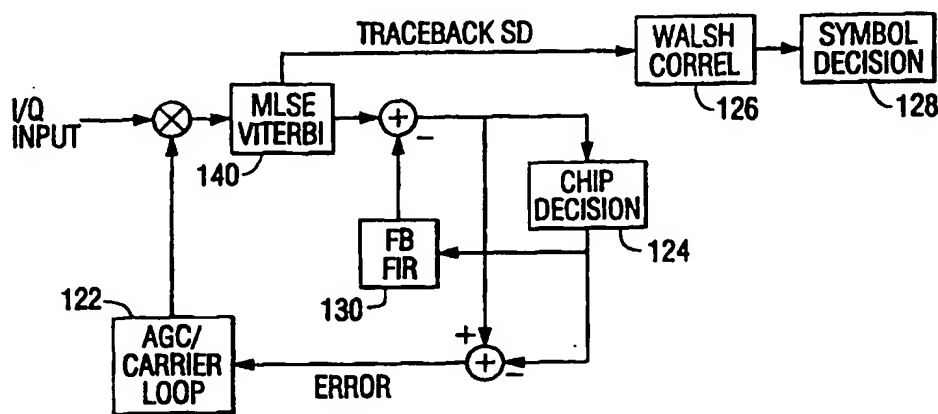 TRACEBACK SD
WALSH
CORREL
126
SYMBOL
DECISION
128
I/Q
INPUT
MLSE
VITERBI
140
+
−
CHIP
DECISION
124
FB
FIR
130
122
AGC/
CARRIER
LOOP
ERROR
+
+
−